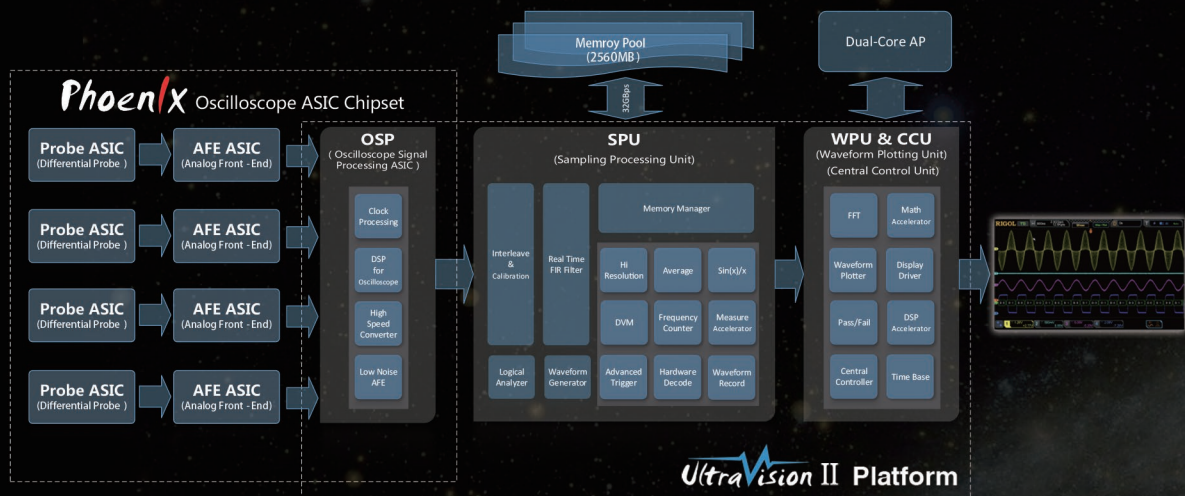 Memroy Pool
(2560MB)
Dual-Core AP
32GBps
Phoenix Oscilloscope ASIC Chipset
Probe ASIC
(Differential Probe )
AFE ASIC
(Analog Front -End)
Probe ASIC
(Differential Probe )
AFE ASIC
(Analog Front -End)
Probe ASIC
(Differential Probe )
AFE ASIC
(Analog Front -End)
Probe ASIC
(Differential Probe )
AFE ASIC
(Analog Front -End)
OSP
( Oscilloscope Signal
Processing ASIC )
Clock
Processing
DSP
for
Oscilloscope
High
Speed
Converter
Low Noise
AFE
SPU
(Sampling Processing Unit)
Interleave
&
Calibration
Real Time
FIR Filter
Memory Manager
Hi
Resolution
Average
Sin(x)/x
DVM
Frequency
Counter
Measure
Accelerator
Logical
Analyzer
Waveform
Generator
Advanced
Trigger
Hardware
Decode
Waveform
Record
WPU & CCU
(Waveform Plotting Unit)
(Central Control Unit)
FFT
Math
Accelerator
Waveform
Plotter
Display
Driver
Pass/Fail
DSP
Accelerator
Central
Controller
Time Base
RIGOL
UltraVision II Platform